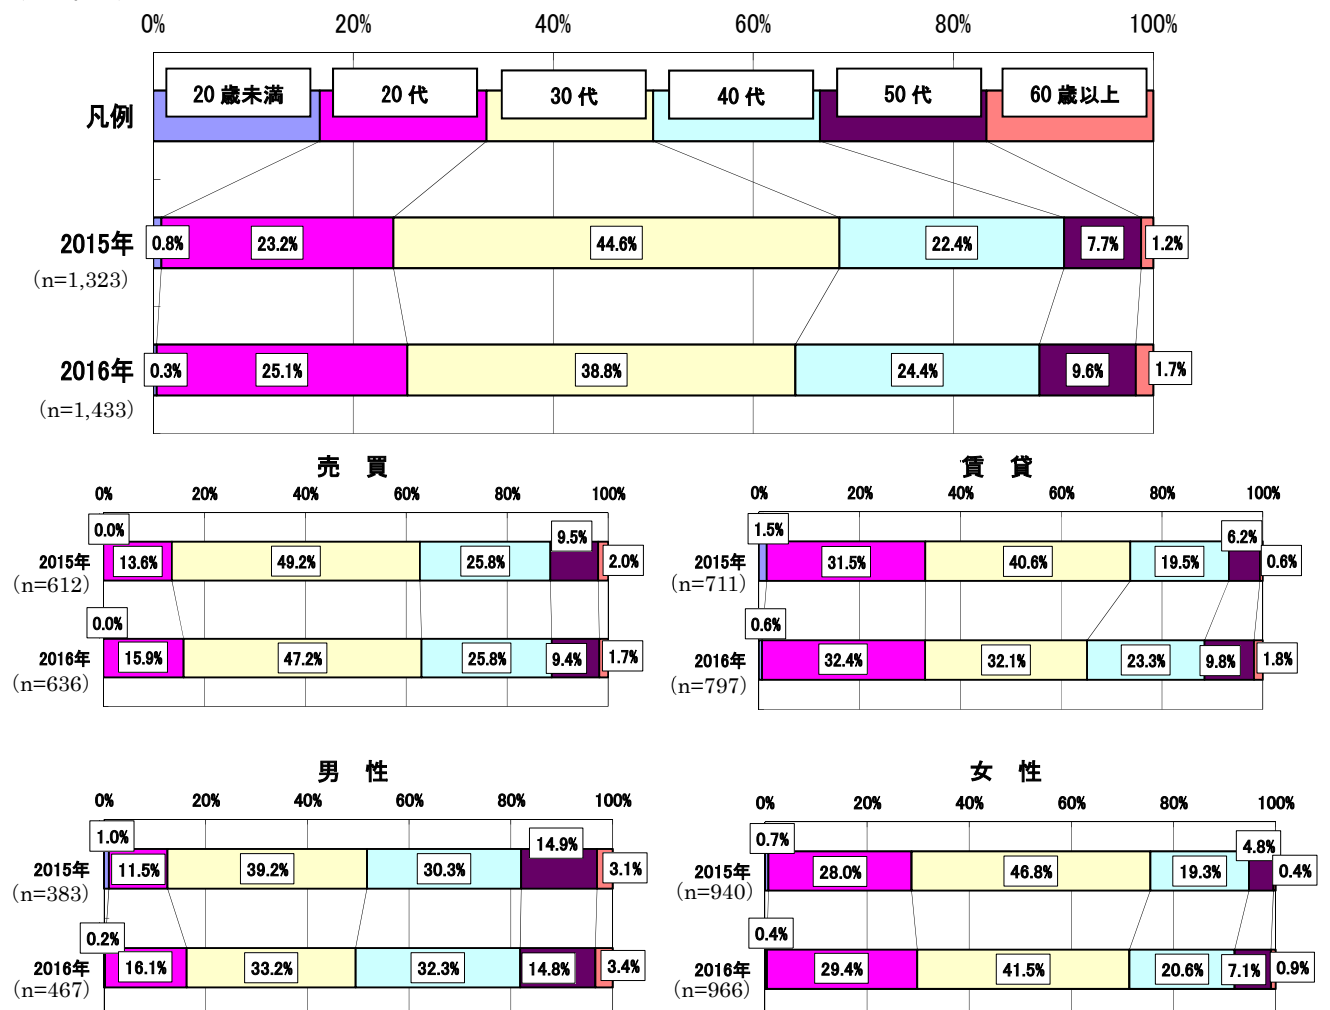 0% 20% 40% 60% 80% 100%
凡例 20 歳未満 20 代 30 代 40 代 50 代 60 歳以上
2015年 0.8% 23.2% 44.6% 22.4% 7.7% 1.2%
(n=1,323)
2016年 0.3% 25.1% 38.8% 24.4% 9.6% 1.7%
(n=1,433)
売 買
0% 20% 40% 60% 80% 100%
0.0% 9.5%
2015年 13.6% 49.2% 25.8% 2.0%
(n=612)
0.0%
2016年 15.9% 47.2% 25.8% 9.4% 1.7%
(n=636)
賃 貸
0% 20% 40% 60% 80% 100%
1.5% 6.2%
2015年 31.5% 40.6% 19.5% 0.6%
(n=711)
0.6%
2016年 32.4% 32.1% 23.3% 9.8% 1.8%
(n=797)
男 性
0% 20% 40% 60% 80% 100%
1.0% 14.9%
2015年 11.5% 39.2% 30.3% 3.1%
(n=383)
0.2%
2016年 16.1% 33.2% 32.3% 14.8% 3.4%
(n=467)
女 性
0% 20% 40% 60% 80% 100%
0.7% 4.8%
2015年 28.0% 46.8% 19.3% 0.4%
(n=940)
0.4%
2016年 29.4% 41.5% 20.6% 7.1% 0.9%
(n=966)